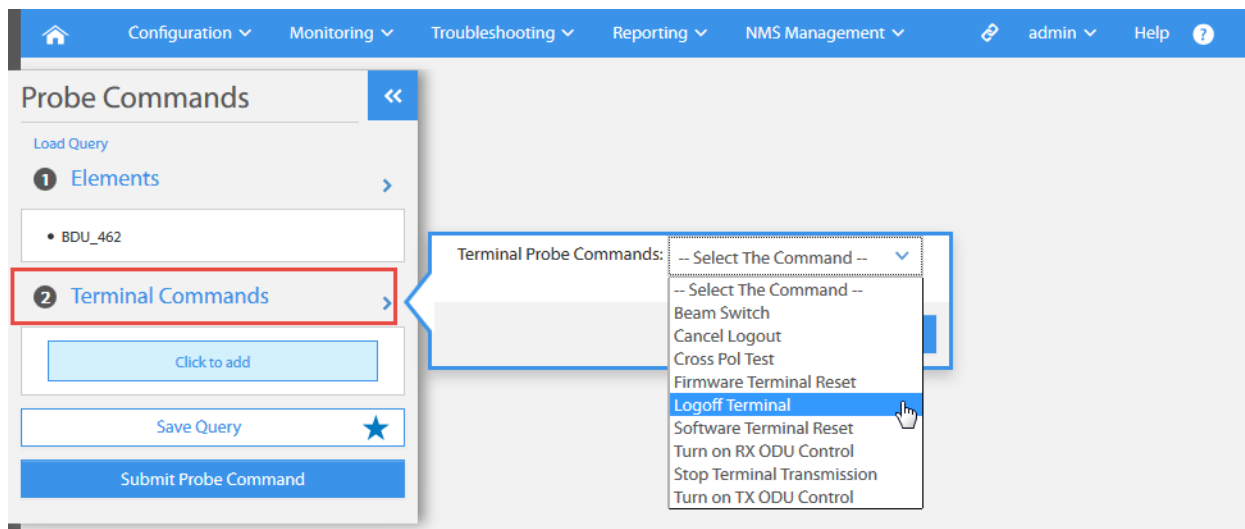 Configuration Monitoring Troubleshooting Reporting NMS Management admin Help ?
Probe Commands
Load Query
1 Elements
• BDU_462
2 Terminal Commands
Click to add
Save Query
Submit Probe Command
Terminal Probe Commands: -- Select The Command --
-- Select The Command --
Beam Switch
Cancel Logout
Cross Pol Test
Firmware Terminal Reset
Logoff Terminal
Software Terminal Reset
Turn on RX ODU Control
Stop Terminal Transmission
Turn on TX ODU Control